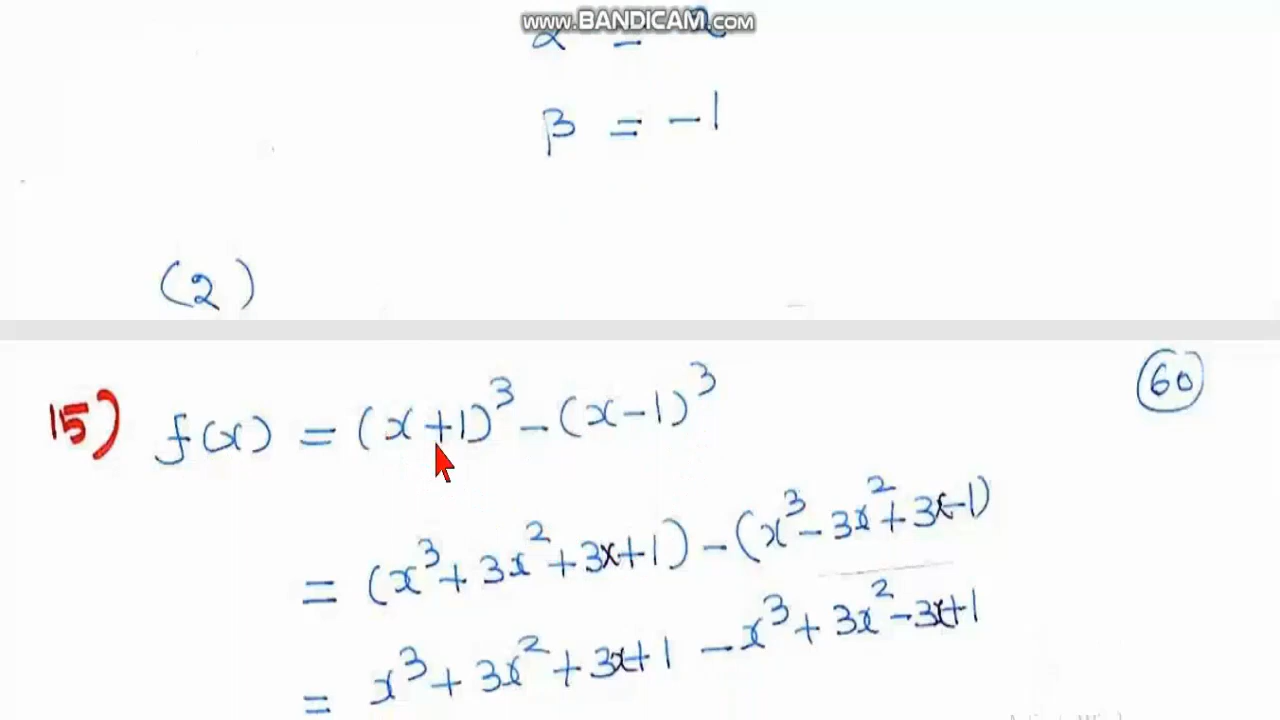 www.BANDICAM.com
β = -1
(2)
60
15) f(x) = (x+1)³ - (x-1)³
= (x³ + 3x² + 3x + 1) - (x³ - 3x² + 3x - 1)
= x³ + 3x² + 3x + 1 - x³ + 3x² - 3x + 1